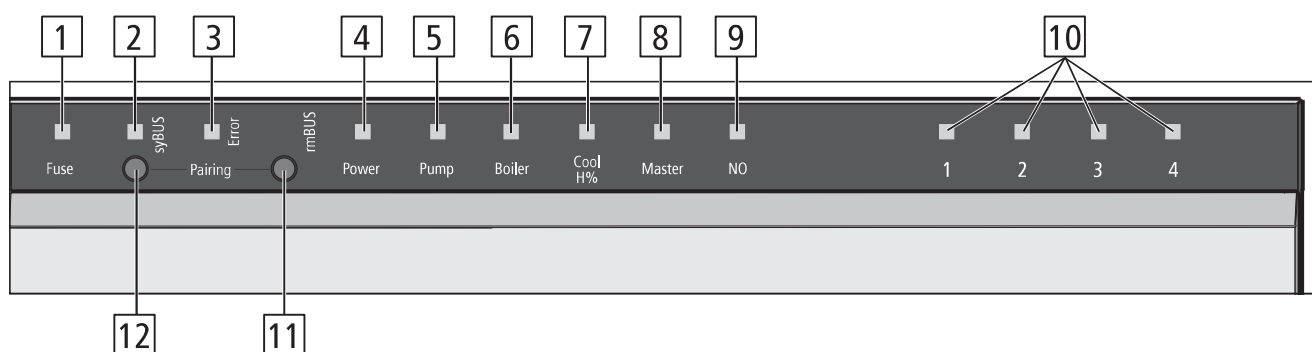 1 2 3 4 5 6 7 8 9 10
syBUS Error rmBUS
Fuse Pairing Power Pump Boiler Cool H% Master NO 1 2 3 4
12 11